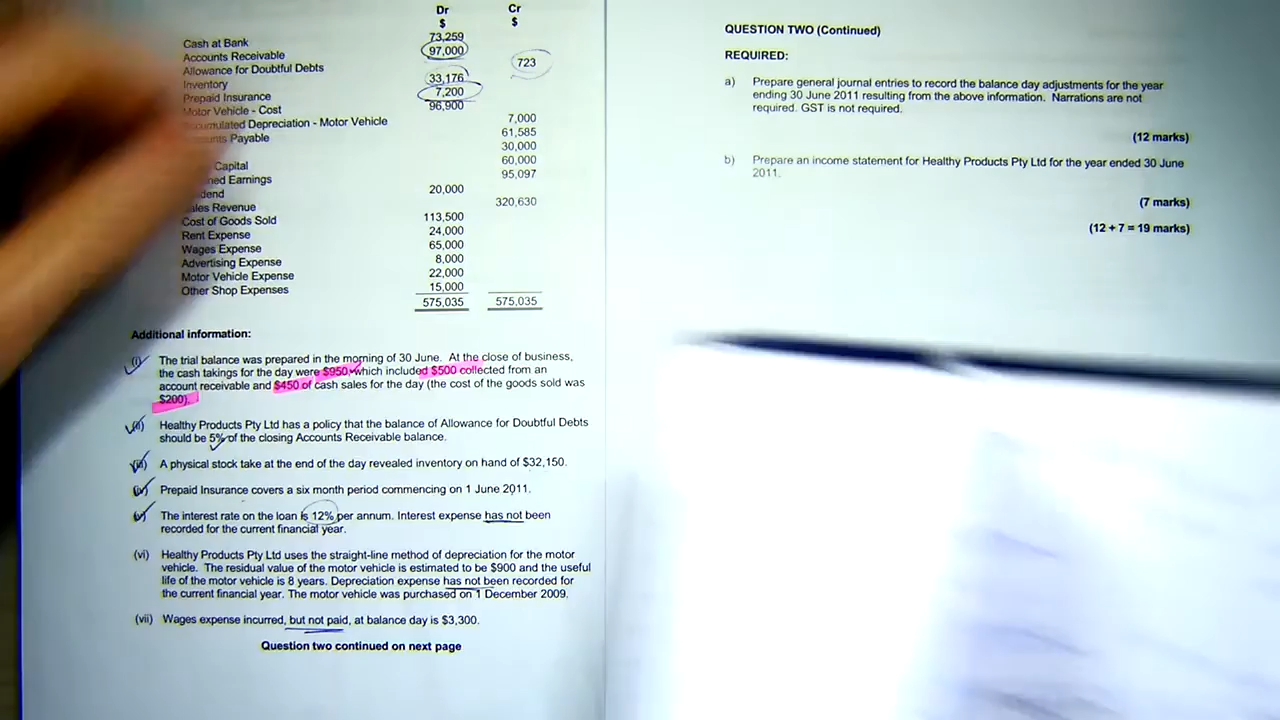 Dr Cr
$ $
Cash at Bank 73,259
Accounts Receivable 97,000
Allowance for Doubtful Debts 723
Inventory 33,176
Prepaid Insurance 7,200
Motor Vehicle - Cost 96,900
Depreciation - Motor Vehicle 7,000
Payable 61,585
30,000
Capital 60,000
Earnings 95,097
20,000
Revenue 320,630
Cost of Goods Sold 113,500
Rent Expense 24,000
Wages Expense 65,000
Advertising Expense 8,000
Motor Vehicle Expense 22,000
Other Shop Expenses 15,000
575,035 575,035
Additional information:
(i) The trial balance was prepared in the morning of 30 June. At the close of business,
the cash takings for the day were $950 which included $500 collected from an
account receivable and $450 of cash sales for the day (the cost of the goods sold was
$200).
(ii) Healthy Products Pty Ltd has a policy that the balance of Allowance for Doubtful Debts
should be 5% of the closing Accounts Receivable balance.
(iii) A physical stock take at the end of the day revealed inventory on hand of $32,150.
(iv) Prepaid Insurance covers a six month period commencing on 1 June 2011.
(v) The interest rate on the loan is 12% per annum. Interest expense has not been
recorded for the current financial year.
(vi) Healthy Products Pty Ltd uses the straight-line method of depreciation for the motor
vehicle. The residual value of the motor vehicle is estimated to be $900 and the useful
life of the motor vehicle is 8 years. Depreciation expense has not been recorded for
the current financial year. The motor vehicle was purchased on 1 December 2009.
(vii) Wages expense incurred, but not paid, at balance day is $3,300.
Question two continued on next page
QUESTION TWO (Continued)
REQUIRED:
a) Prepare general journal entries to record the balance day adjustments for the year
ending 30 June 2011 resulting from the above information. Narrations are not
required. GST is not required.
(12 marks)
b) Prepare an income statement for Healthy Products Pty Ltd for the year ended 30 June
2011.
(7 marks)
(12 + 7 = 19 marks)